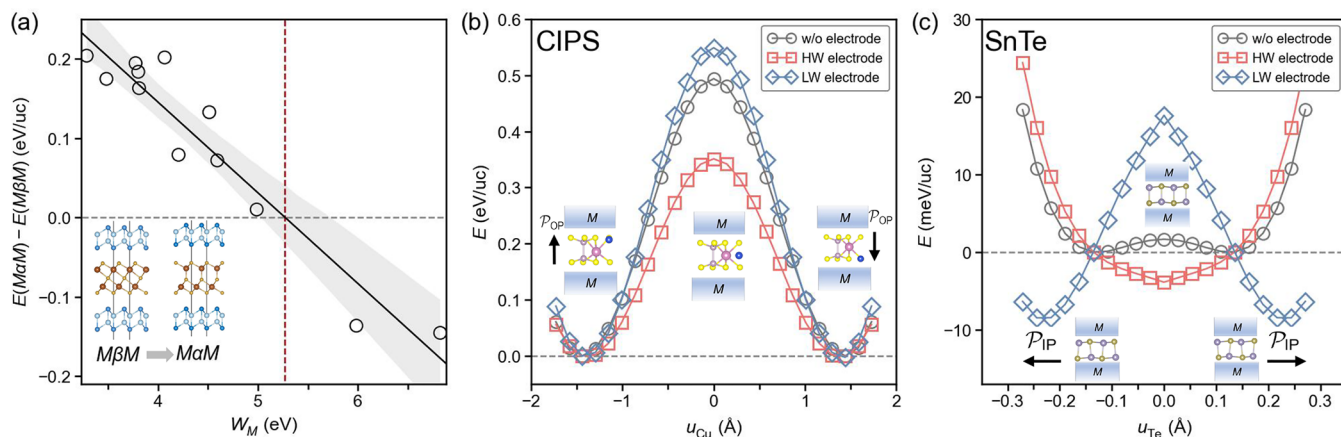 (a)
E(MαM) − E(MβM) (eV/uc)
0.2
0.1
0.0
−0.1
−0.2
MβM MαM
4 5 6
W_M (eV)
(b)
CIPS
w/o electrode
HW electrode
LW electrode
E (eV/uc)
0.6
0.5
0.4
0.3
0.2
0.1
0.0
𝒫_OP
M
M
M
M
𝒫_OP
M
M
−2 −1 0 1 2
u_Cu (Å)
(c)
SnTe
w/o electrode
HW electrode
LW electrode
E (meV/uc)
30
20
10
0
−10
M
M
𝒫_IP
M
M
M
M
𝒫_IP
−0.3 −0.2 −0.1 0 0.1 0.2 0.3
u_Te (Å)